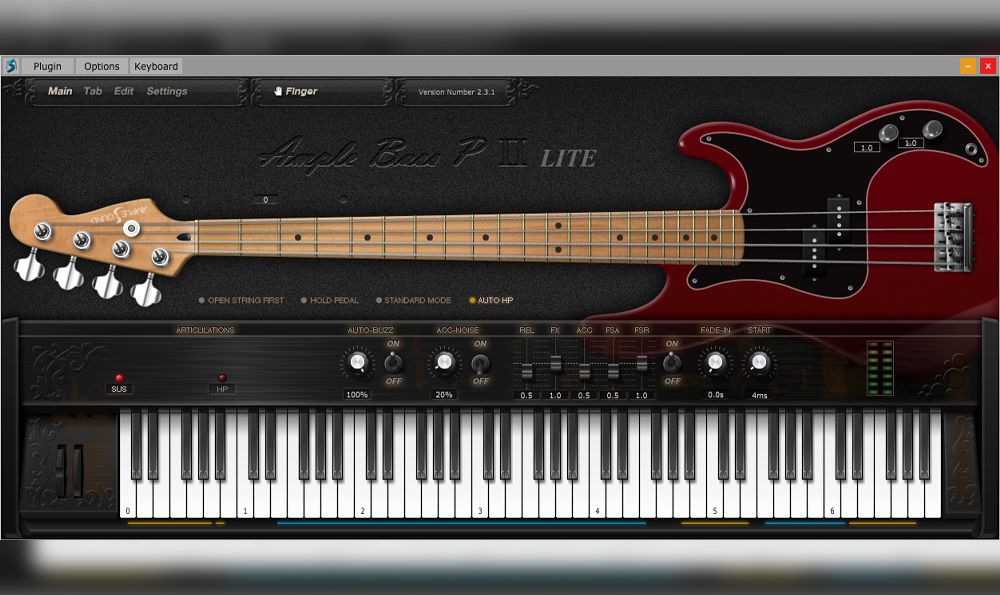 Plugin Options Keyboard
Main Tab Edit Settings
Finger
Version Number 2.3.1
Ample Bass P II LITE
1.0 1.0
0
AMPLE SOUND
OPEN STRING FIRST HOLD PEDAL STANDARD MODE AUTO HP
ARTICULATIONS AUTO-BUZZ ACC-NOISE REL FX ACC FSA FSR FADE-IN START
ON ON ON
OFF OFF OFF
SUS HP
100% 20% 0.5 1.0 0.5 0.5 1.0 0.0s 4ms
0 1 2 3 4 5 6